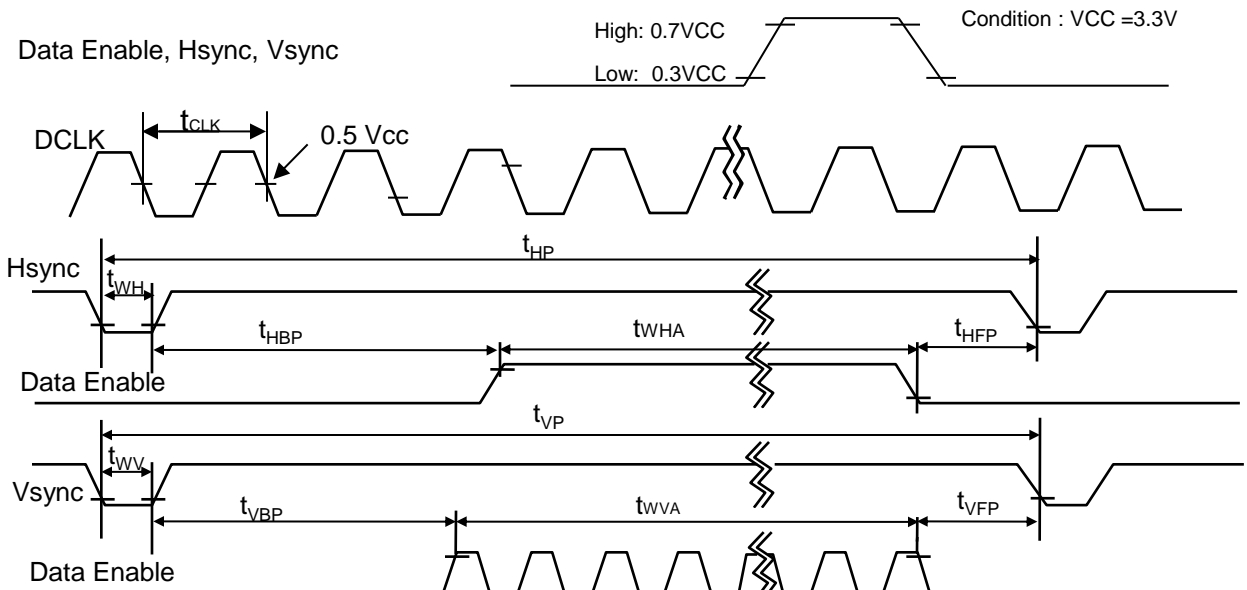 Condition : VCC =3.3V
High: 0.7VCC
Data Enable, Hsync, Vsync
Low: 0.3VCC
tCLK
DCLK
0.5 Vcc
tHP
Hsync
tWH
tHBP
tWHA
tHFP
Data Enable
tVP
tWV
Vsync
tVBP
tWVA
tVFP
Data Enable